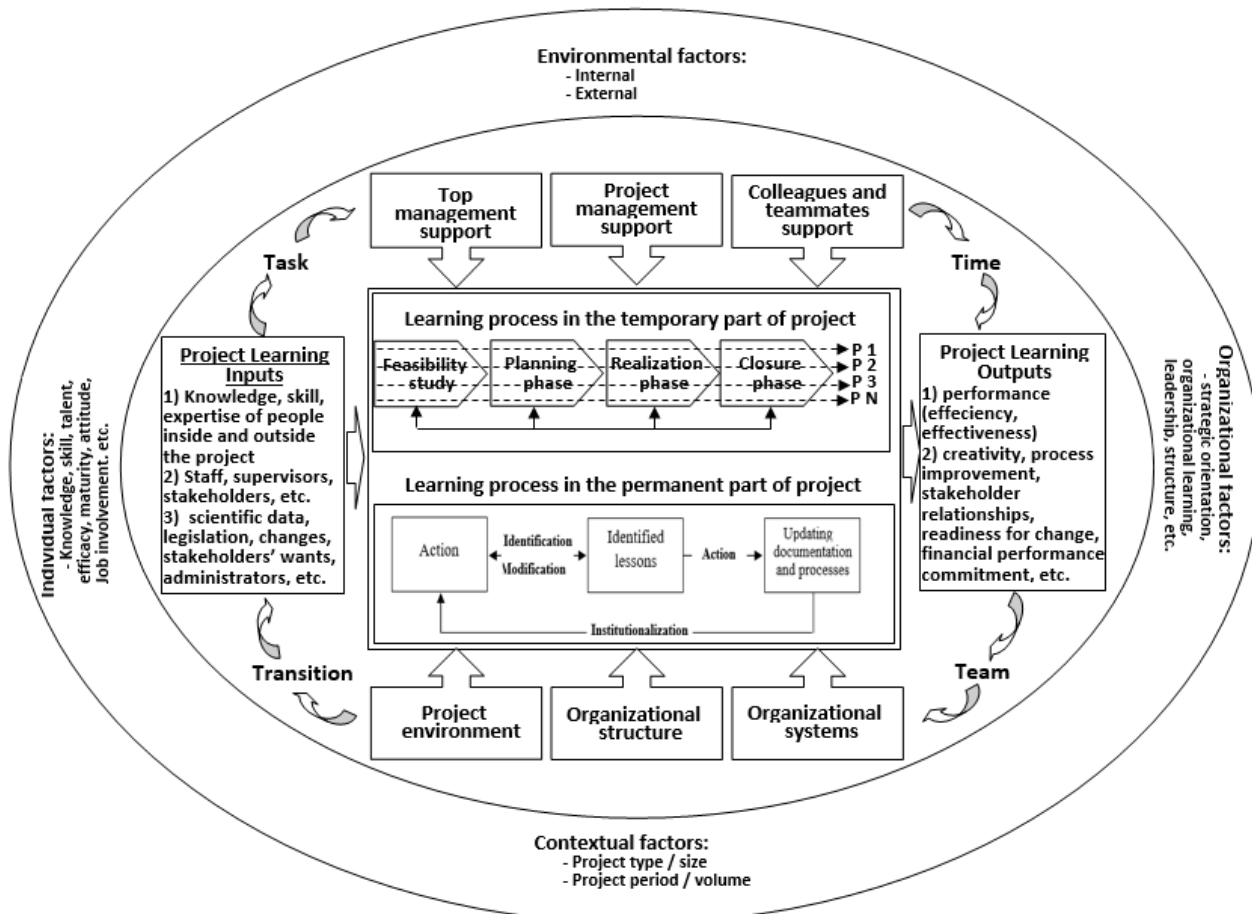 Environmental factors:
- Internal
- External
Top
management
support
Project
management
support
Colleagues and
teammates
support
Task
Time
Learning process in the temporary part of project
Feasibility
study
Planning
phase
Realization
phase
Closure
phase
P 1
P 2
P 3
P N
Project Learning
Inputs
1) Knowledge, skill,
expertise of people
inside and outside
the project
2) Staff, supervisors,
stakeholders, etc.
3) scientific data,
legislation, changes,
stakeholders' wants,
administrators, etc.
Project Learning
Outputs
1) performance
(effeciency,
effectiveness)
2) creativity, process
improvement,
stakeholder
relationships,
readiness for change,
financial performance
commitment, etc.
Individual factors:
- Knowledge, skill, talent,
efficacy, maturity, attitude,
Job involvement. etc.
Organizational factors:
- strategic orientation,
organizational learning,
leadership, structure, etc.
Learning process in the permanent part of project
Action
Identification
Modification
Identified
lessons
Action
Updating
documentation
and processes
Institutionalization
Transition
Team
Project
environment
Organizational
structure
Organizational
systems
Contextual factors:
- Project type / size
- Project period / volume